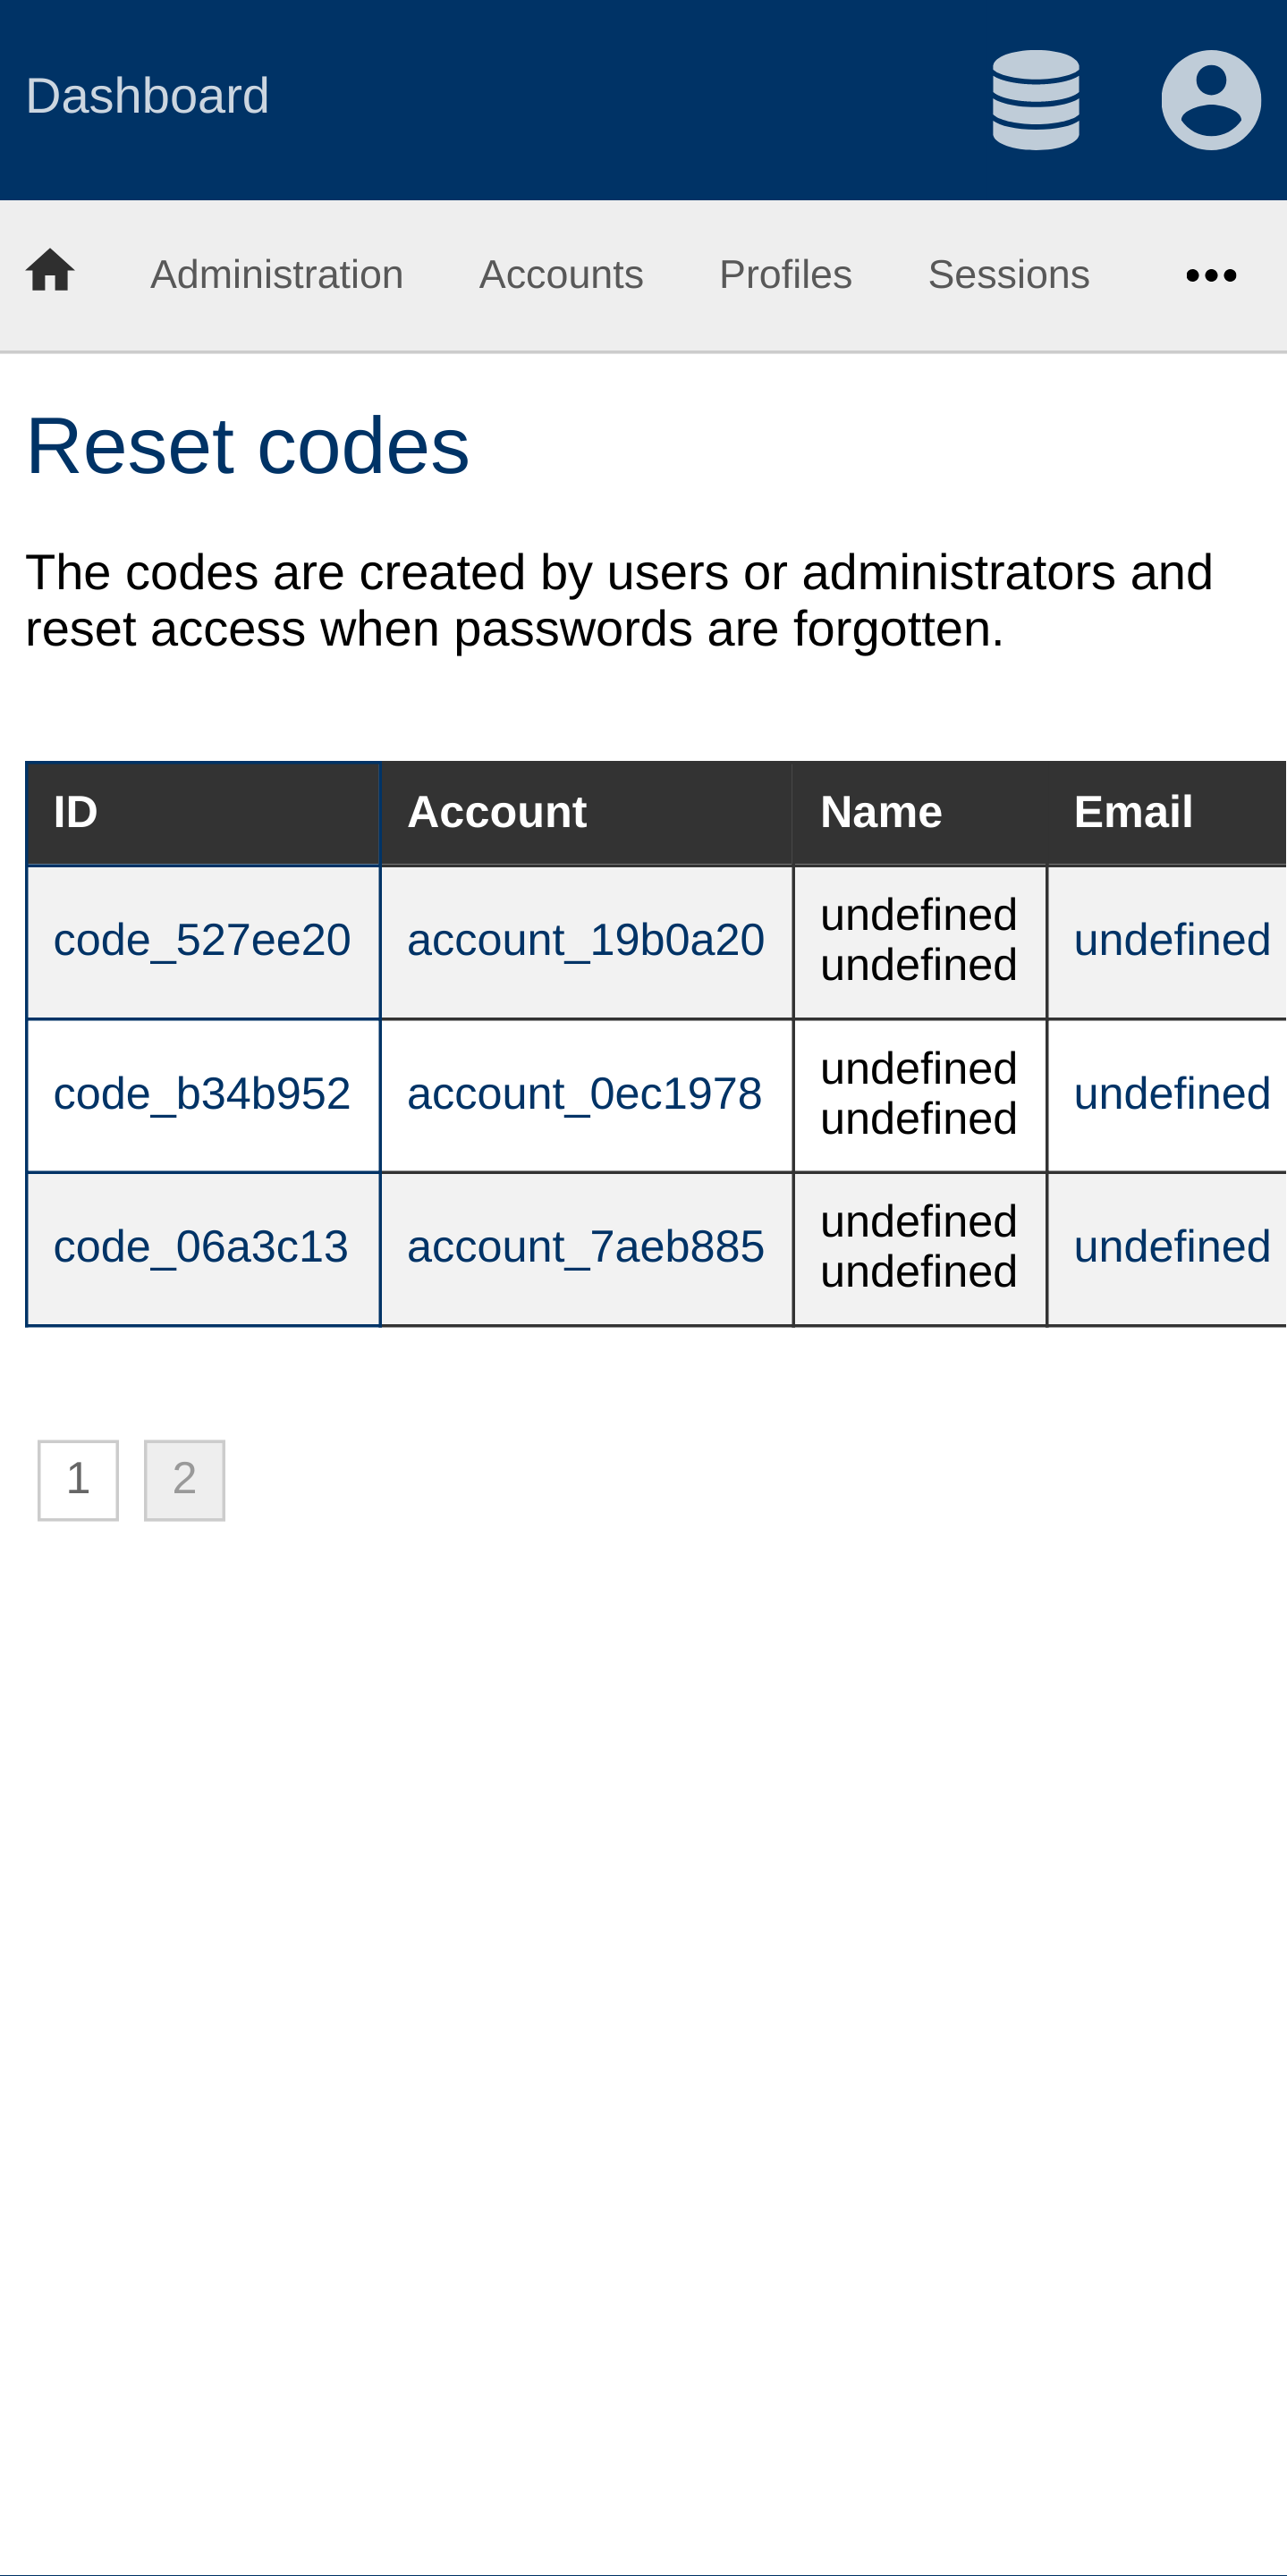 Dashboard
Administration Accounts Profiles Sessions
Reset codes
The codes are created by users or administrators and
reset access when passwords are forgotten.
ID Account Name Email
code_527ee20 account_19b0a20 undefined undefined undefined
code_b34b952 account_0ec1978 undefined undefined undefined
code_06a3c13 account_7aeb885 undefined undefined undefined
1 2